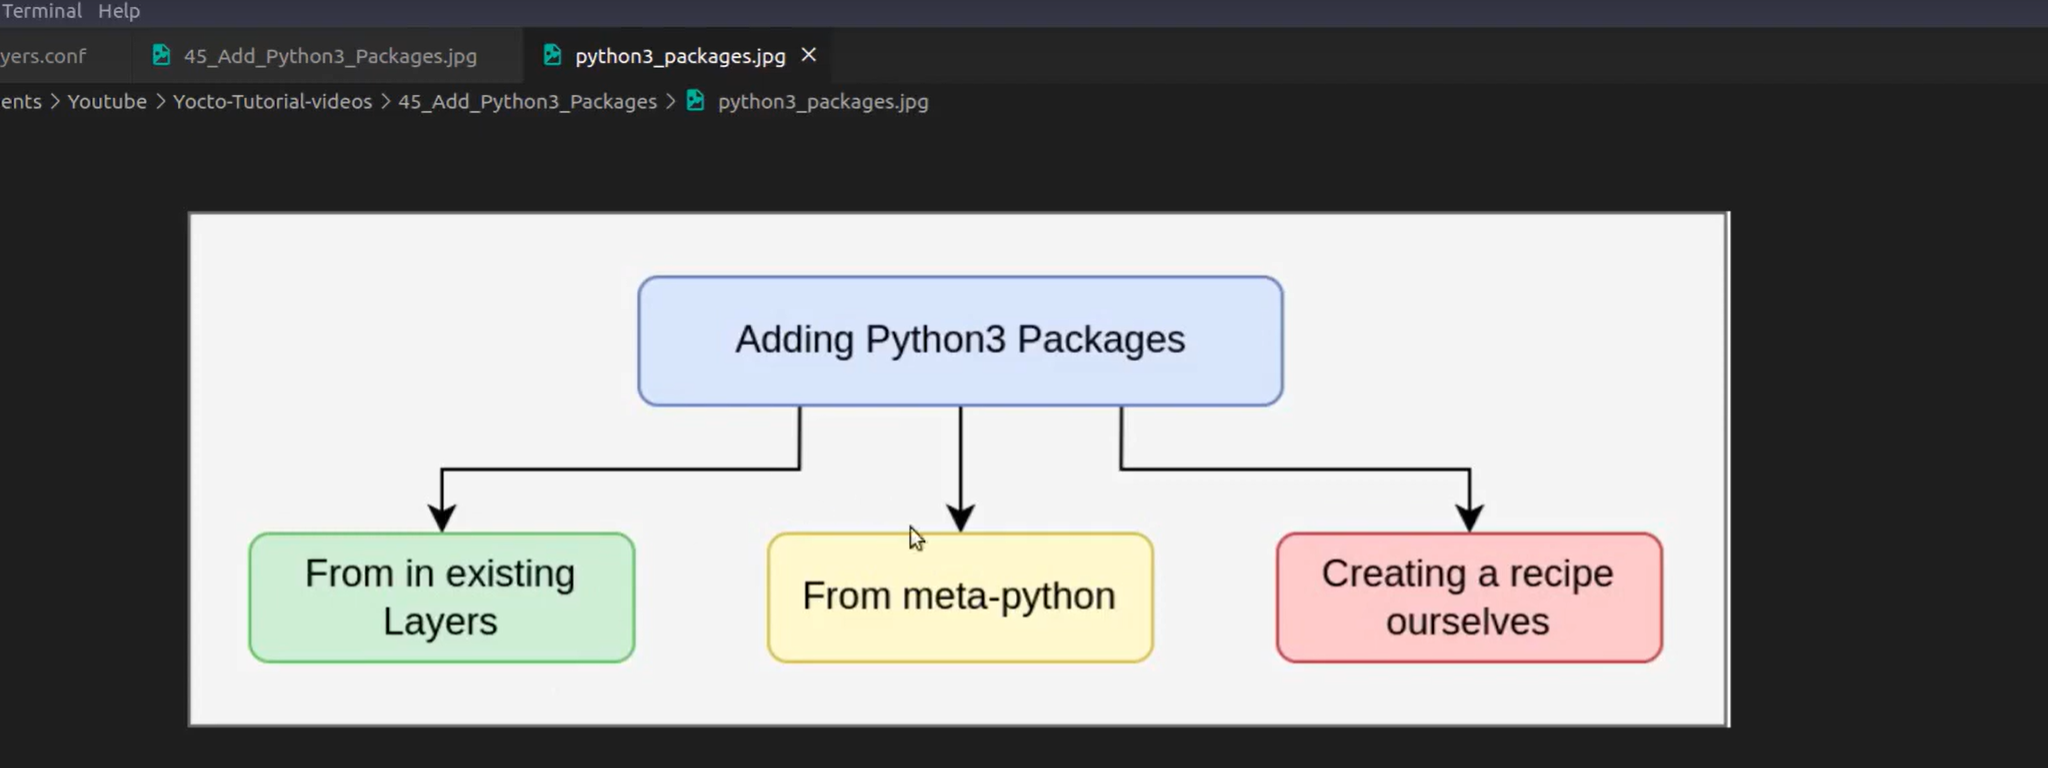 Terminal Help
yers.conf 45_Add_Python3_Packages.jpg python3_packages.jpg
ents > Youtube > Yocto-Tutorial-videos > 45_Add_Python3_Packages > python3_packages.jpg
Adding Python3 Packages
From in existing
Layers
From meta-python
Creating a recipe
ourselves